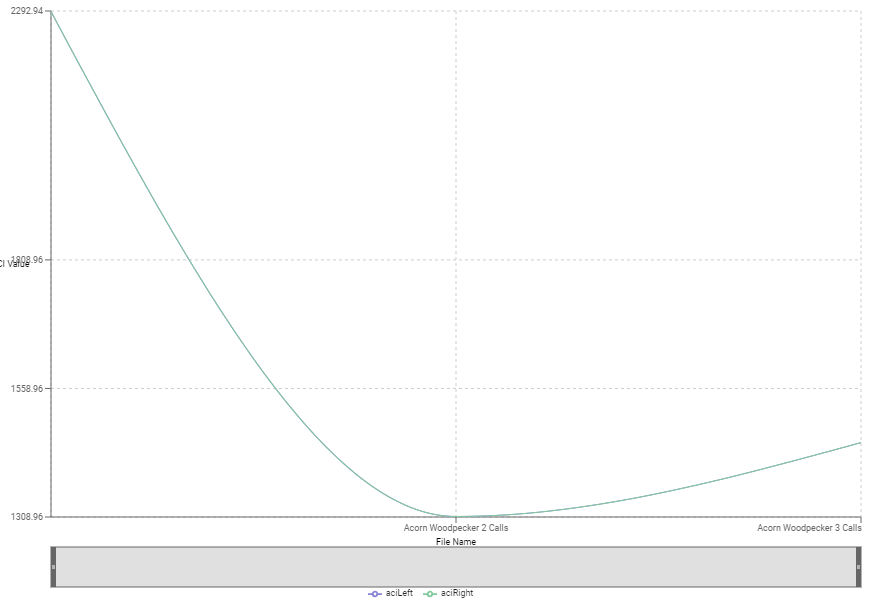 2292.94
1808.96
CI Value
1558.96
1308.96
Acorn Woodpecker 2 Calls
Acorn Woodpecker 3 Calls
File Name
aciLeft
aciRight